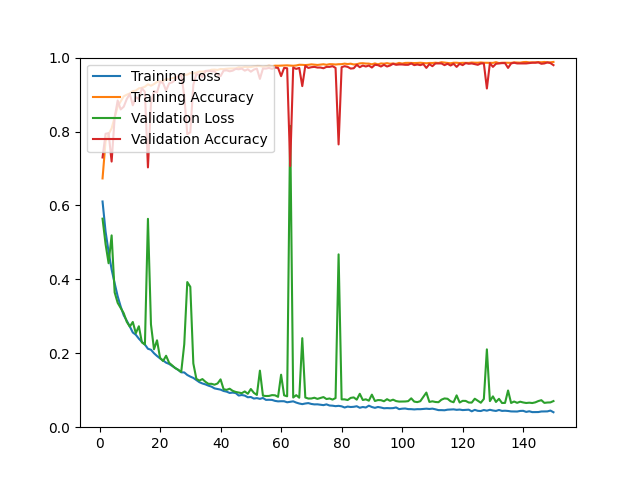 1.0
0.8
0.6
0.4
0.2
0.0
Training Loss
Training Accuracy
Validation Loss
Validation Accuracy
0 20 40 60 80 100 120 140